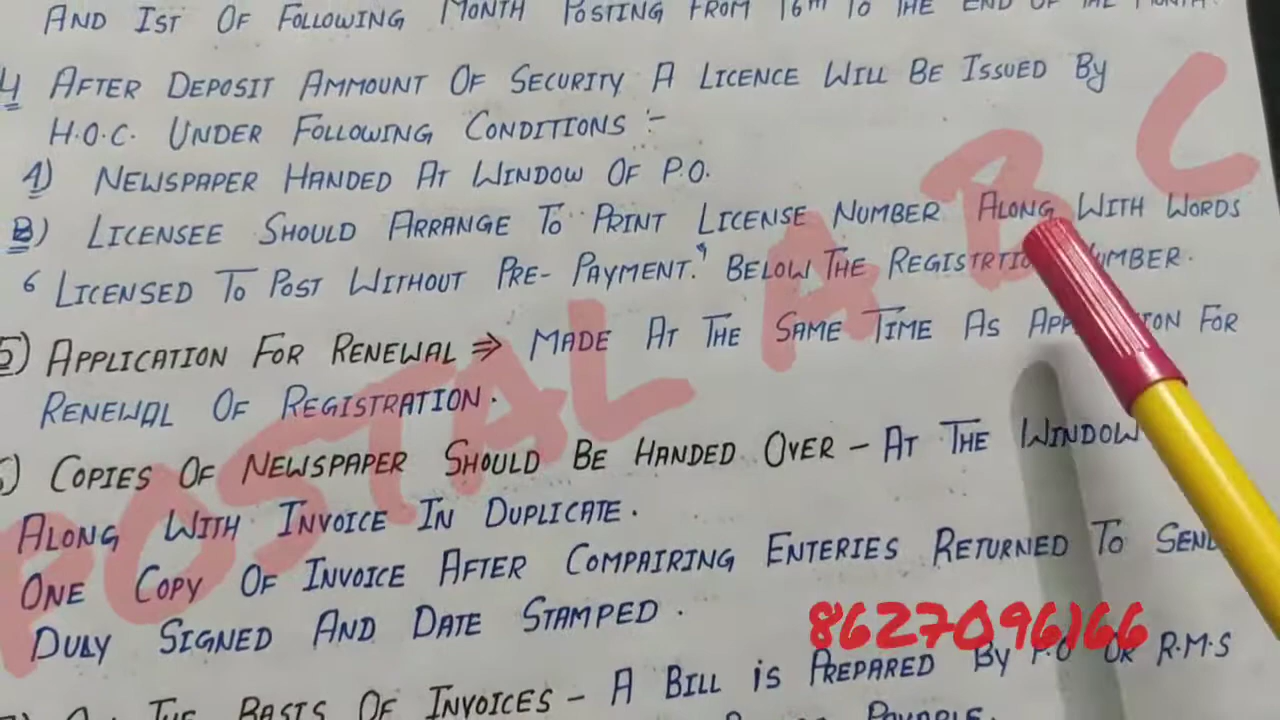 AND IST OF FOLLOWING MONTH POSTING FROM 16TH TO THE END OF THE MONTH.
4 AFTER DEPOSIT AMMOUNT OF SECURITY A LICENCE WILL BE ISSUED BY
H.O.C. UNDER FOLLOWING CONDITIONS :-
A) NEWSPAPER HANDED AT WINDOW OF P.O.
B) LICENSEE SHOULD ARRANGE TO PRINT LICENSE NUMBER ALONG WITH WORDS
‘ LICENSED TO POST WITHOUT PRE- PAYMENT.’ BELOW THE NUMBER.
5) APPLICATION FOR RENEWAL ⇒ MADE AT THE SAME TIME AS FOR
RENEWAL OF REGISTRATION.
6) COPIES OF NEWSPAPER SHOULD BE HANDED OVER - AT THE WINDOW
ALONG WITH INVOICE IN DUPLICATE.
ONE COPY OF INVOICE AFTER COMPAIRING ENTERIES RETURNED TO
DULY SIGNED AND DATE STAMPED.
8627096166
THE BASIS OF INVOICES - A BILL IS PREPARED BY P.O OR R.M.S
PAYABLE.
POSTAL ABC